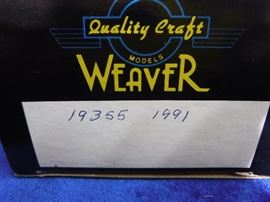 Quality Craft
MODELS
WEAVER
19355 1991